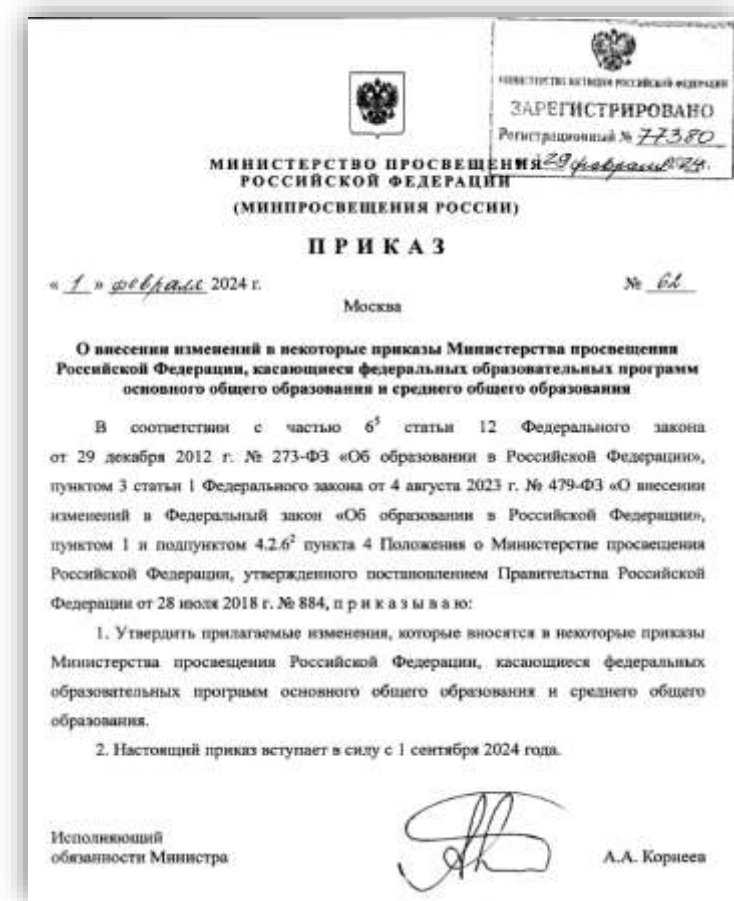 МИНИСТЕРСТВО ЮСТИЦИИ РОССИЙСКОЙ ФЕДЕРАЦИИ
ЗАРЕГИСТРИРОВАНО
Регистрационный № 77380
29 февраля 2024.
МИНИСТЕРСТВО ПРОСВЕЩЕНИЯ
РОССИЙСКОЙ ФЕДЕРАЦИИ
(МИНПРОСВЕЩЕНИЯ РОССИИ)
ПРИКАЗ
« 1 » февраля 2024 г. № 62
Москва
О внесении изменений в некоторые приказы Министерства просвещения
Российской Федерации, касающиеся федеральных образовательных программ
основного общего образования и среднего общего образования
В соответствии с частью 6⁵ статьи 12 Федерального закона
от 29 декабря 2012 г. № 273-ФЗ «Об образовании в Российской Федерации»,
пунктом 3 статьи 1 Федерального закона от 4 августа 2023 г. № 479-ФЗ «О внесении
изменений в Федеральный закон «Об образовании в Российской Федерации»,
пунктом 1 и подпунктом 4.2.6² пункта 4 Положения о Министерстве просвещения
Российской Федерации, утвержденного постановлением Правительства Российской
Федерации от 28 июля 2018 г. № 884, п р и к а з ы в а ю:
1. Утвердить прилагаемые изменения, которые вносятся в некоторые приказы
Министерства просвещения Российской Федерации, касающиеся федеральных
образовательных программ основного общего образования и среднего общего
образования.
2. Настоящий приказ вступает в силу с 1 сентября 2024 года.
Исполняющий
обязанности Министра А.А. Корнеев